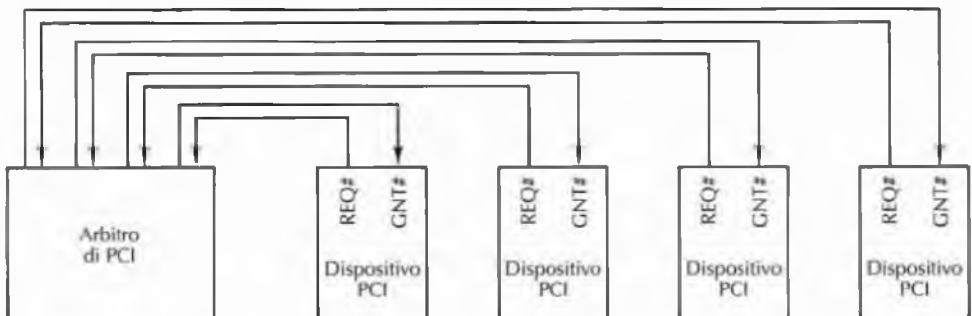 Arbitro
di PCI
REQ#
GNT#
Dispositivo
PCI
REQ#
GNT#
Dispositivo
PCI
REQ#
GNT#
Dispositivo
PCI
REQ#
GNT#
Dispositivo
PCI